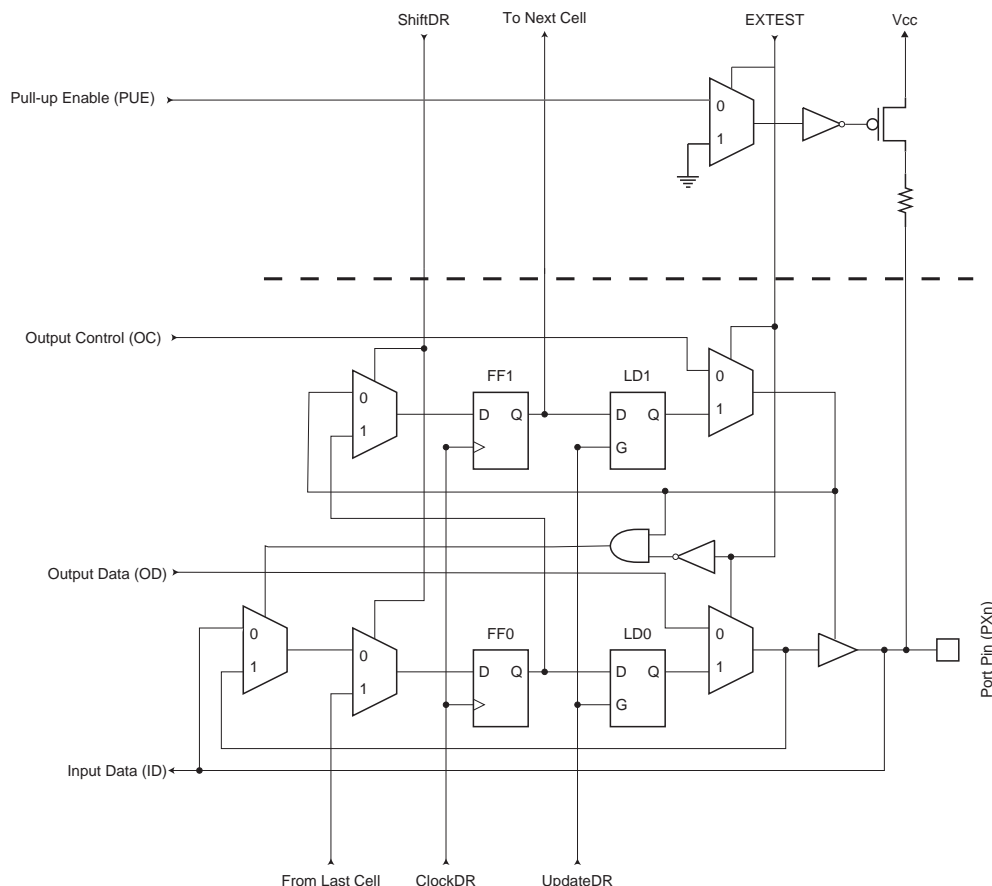 ShiftDR To Next Cell EXTEST Vcc
Pull-up Enable (PUE)
0
1
Output Control (OC)
FF1 LD1
0
1
D Q
D Q
G
0
1
Output Data (OD)
FF0 LD0
0
1
0
1
D Q
D Q
G
0
1
Port Pin (PXn)
Input Data (ID)
From Last Cell ClockDR UpdateDR